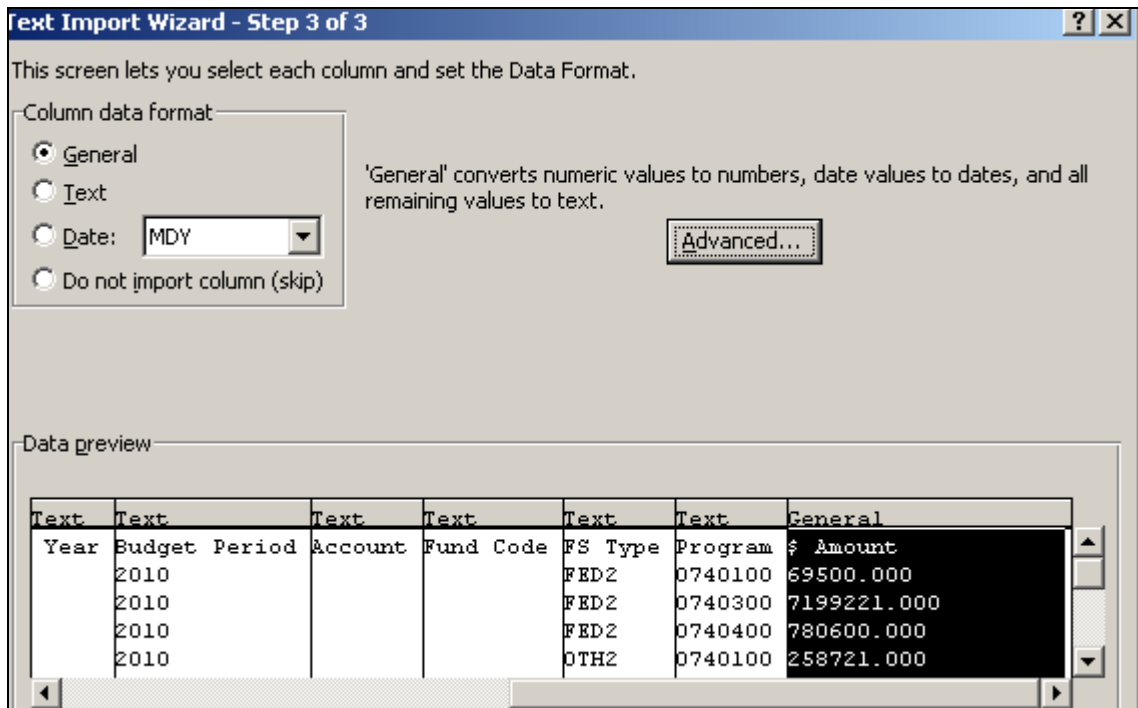 Text Import Wizard - Step 3 of 3
This screen lets you select each column and set the Data Format.
Column data format
General
Text
Date: MDY
Do not import column (skip)
'General' converts numeric values to numbers, date values to dates, and all
remaining values to text.
Advanced...
Data preview
Text Text Text Text Text Text General
Year Budget Period Account Fund Code FS Type Program $ Amount
2010 FED2 0740100 69500.000
2010 FED2 0740300 7199221.000
2010 FED2 0740400 780600.000
2010 OTH2 0740100 258721.000